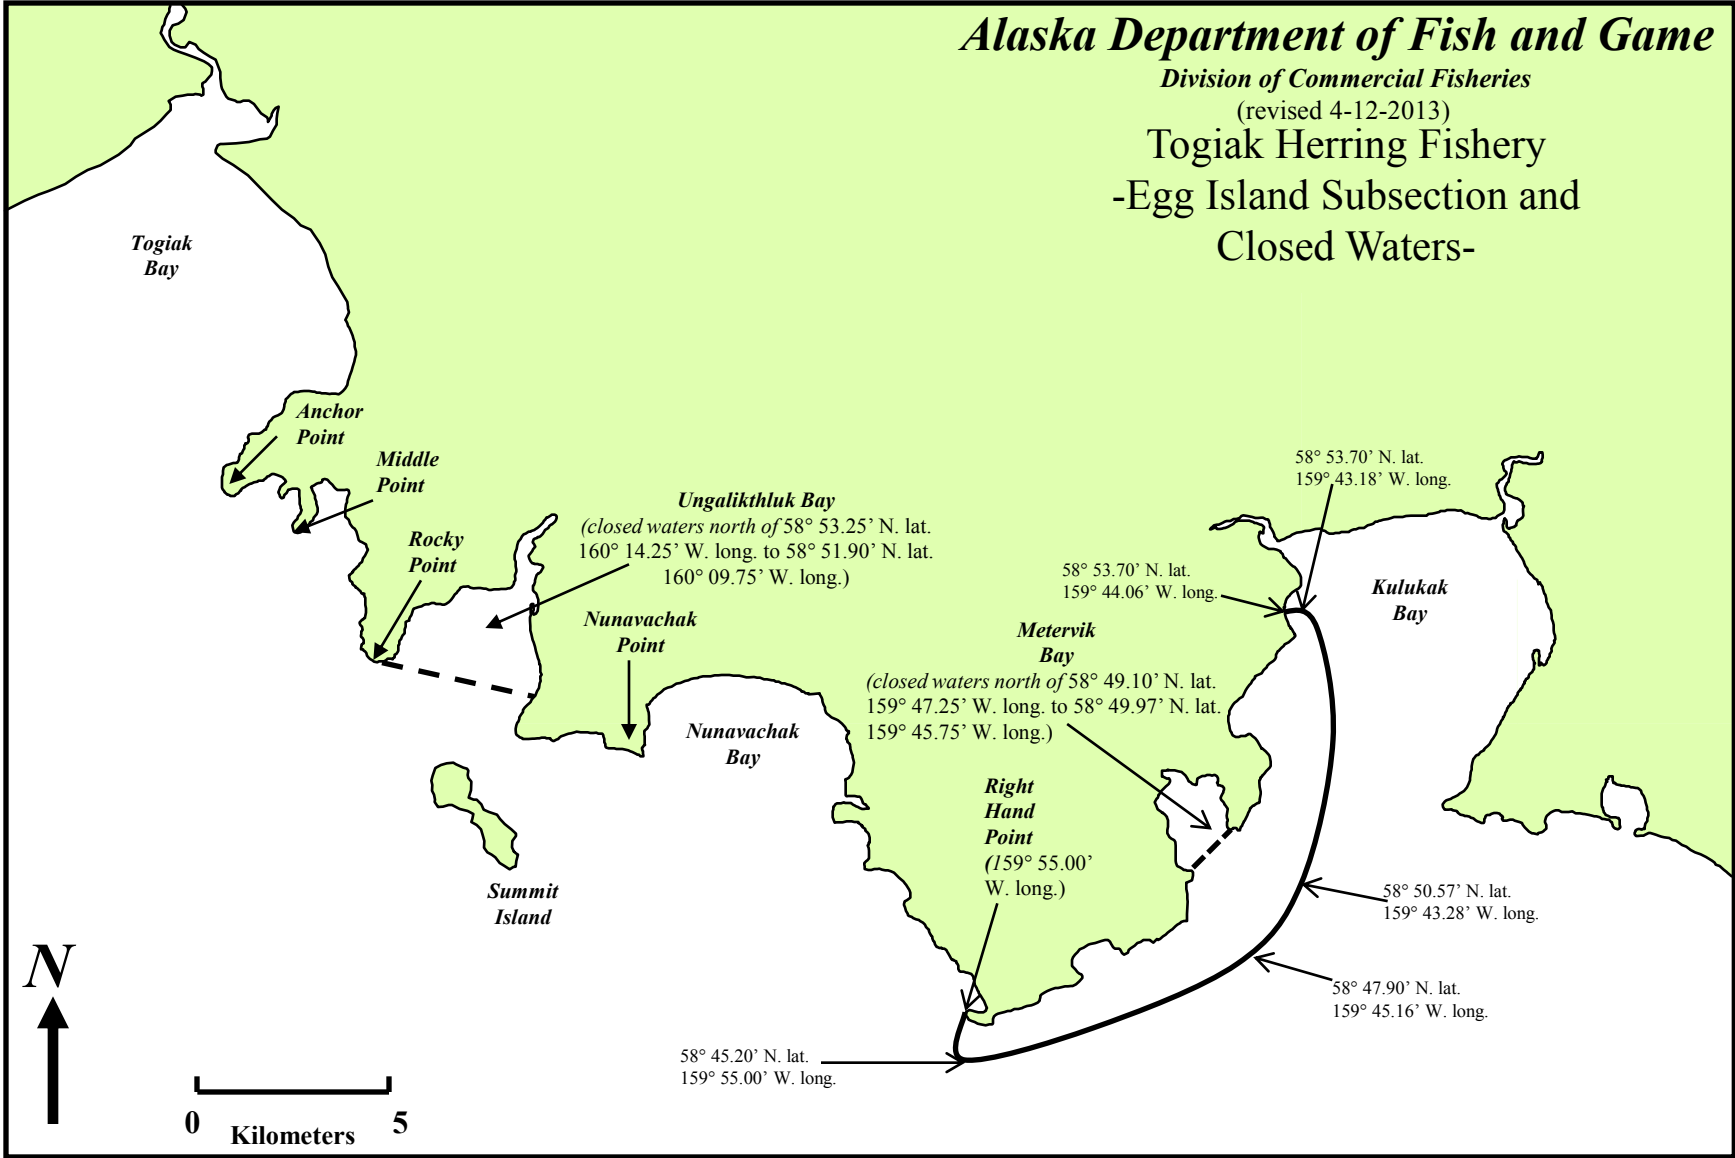 Alaska Department of Fish and Game
Division of Commercial Fisheries
(revised 4-12-2013)
Togiak Herring Fishery
-Egg Island Subsection and
Closed Waters-
Togiak
Bay
Anchor
Point
Middle
Point
Rocky
Point
Ungalikthluk Bay
(closed waters north of 58° 53.25’ N. lat.
160° 14.25’ W. long. to 58° 51.90’ N. lat.
160° 09.75’ W. long.)
Nunavachak
Point
Nunavachak
Bay
Summit
Island
58° 53.70’ N. lat.
159° 43.18’ W. long.
58° 53.70’ N. lat.
159° 44.06’ W. long.
Kulukak
Bay
Metervik
Bay
(closed waters north of 58° 49.10’ N. lat.
159° 47.25’ W. long. to 58° 49.97’ N. lat.
159° 45.75’ W. long.)
Right
Hand
Point
(159° 55.00’
W. long.)
58° 50.57’ N. lat.
159° 43.28’ W. long.
58° 47.90’ N. lat.
159° 45.16’ W. long.
58° 45.20’ N. lat.
159° 55.00’ W. long.
N
0 5
Kilometers